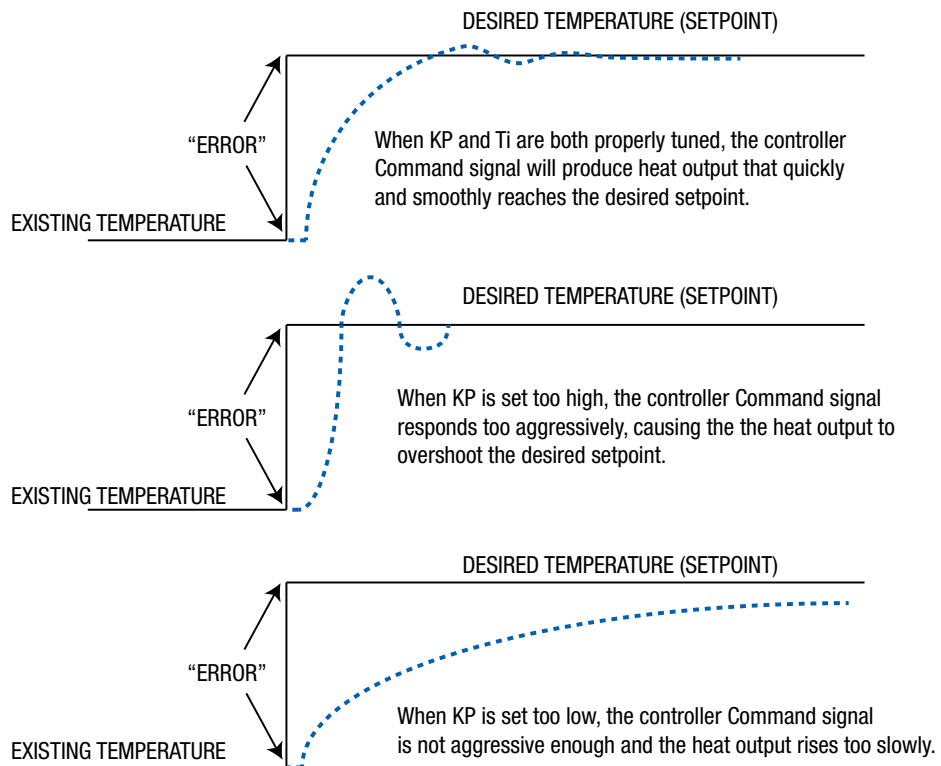 DESIRED TEMPERATURE (SETPOINT)
“ERROR”
When KP and Ti are both properly tuned, the controller
Command signal will produce heat output that quickly
and smoothly reaches the desired setpoint.
EXISTING TEMPERATURE
DESIRED TEMPERATURE (SETPOINT)
“ERROR”
When KP is set too high, the controller Command signal
responds too aggressively, causing the the heat output to
overshoot the desired setpoint.
EXISTING TEMPERATURE
DESIRED TEMPERATURE (SETPOINT)
“ERROR”
When KP is set too low, the controller Command signal
is not aggressive enough and the heat output rises too slowly.
EXISTING TEMPERATURE